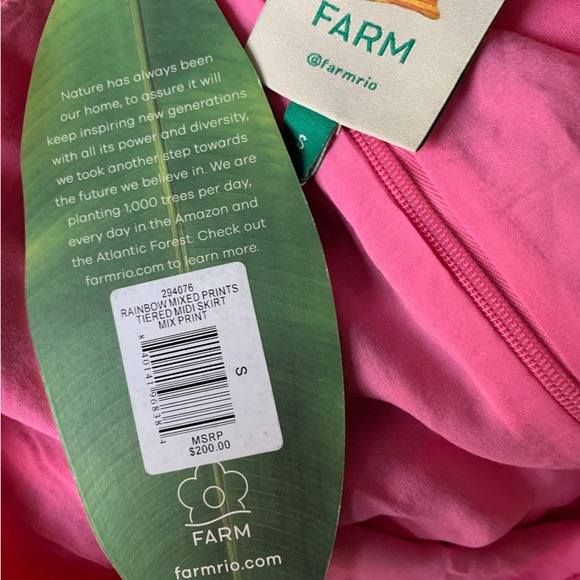 FARM
@farmrio
S
Nature has always been
our home, to assure it will
keep inspiring new generations
with all its power and diversity,
we took another step towards
the future we believe in. We are
planting 1,000 trees per day,
every day in the Amazon and
the Atlantic Forest. Check out
farmrio.com to learn more.
294076
RAINBOW MIXED PRINTS
TIERED MIDI SKIRT
MIX PRINT
8401411968384
S
MSRP
$200.00
FARM
farmrio.com